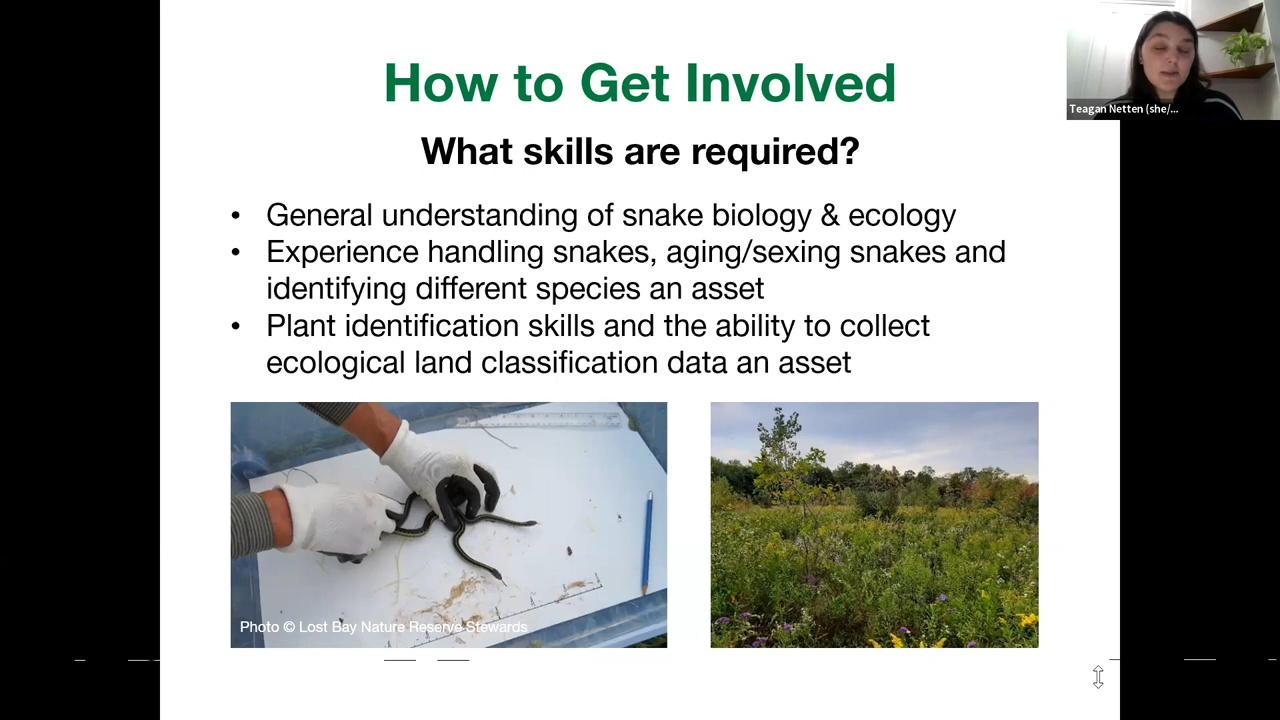 How to Get Involved
What skills are required?
• General understanding of snake biology & ecology
• Experience handling snakes, aging/sexing snakes and
identifying different species an asset
• Plant identification skills and the ability to collect
ecological land classification data an asset
Photo © Lost Bay Nature Reserve Stewards
Teagan Netten (she/...